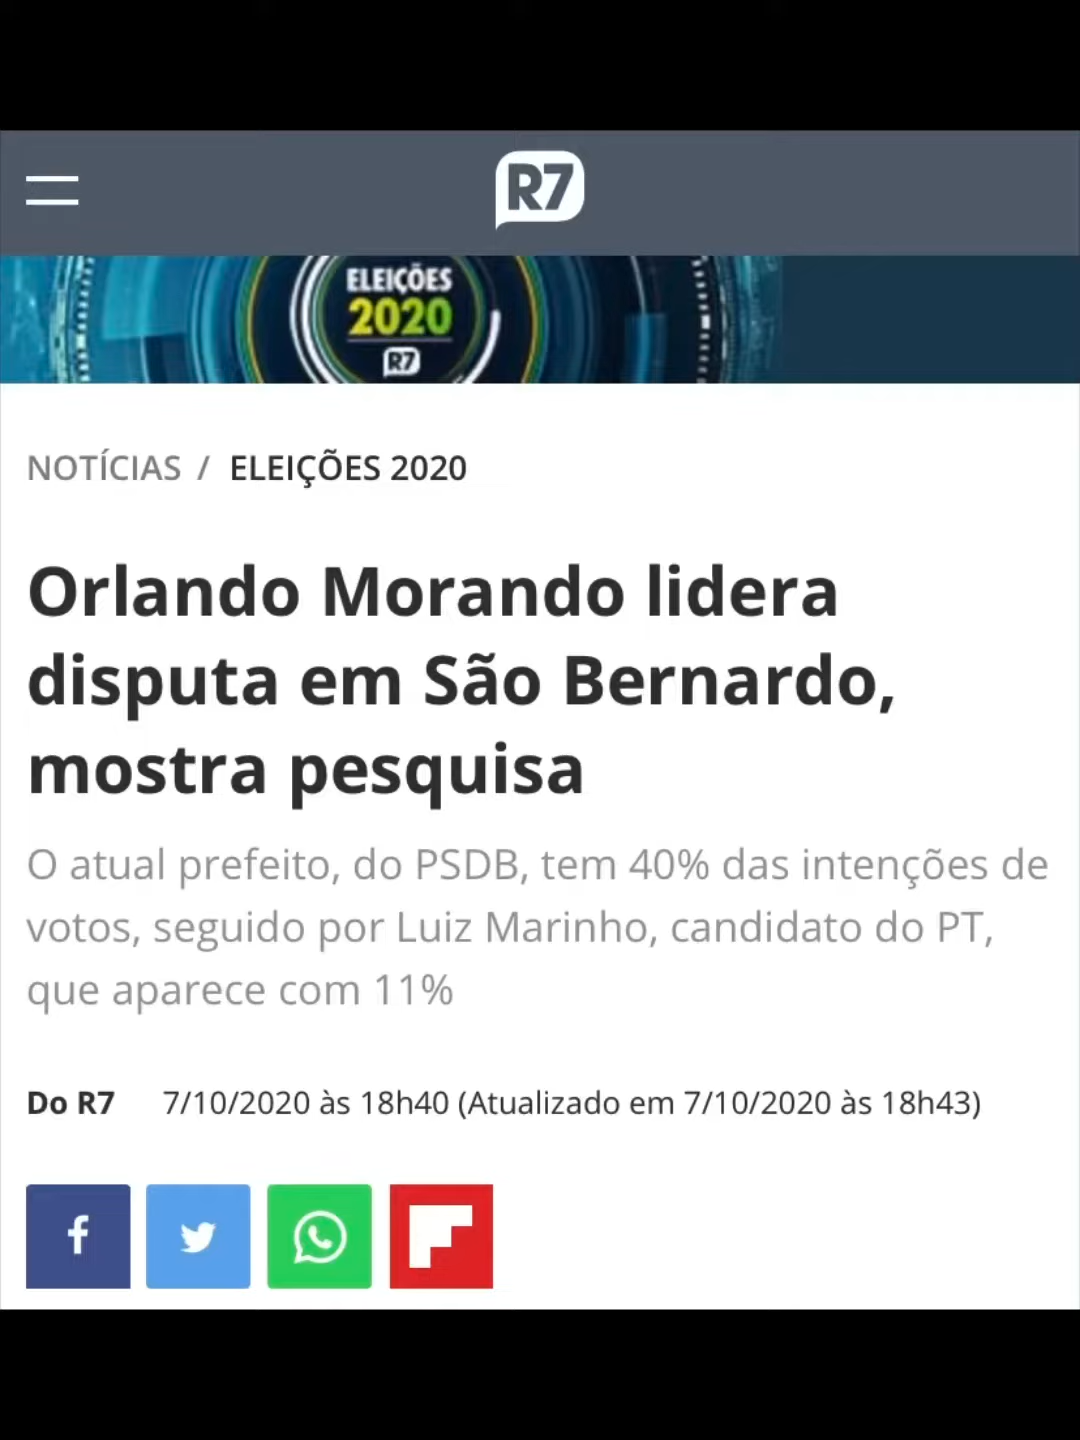 R7
ELEIÇÕES
2020
R7
NOTÍCIAS / ELEIÇÕES 2020
Orlando Morando lidera
disputa em São Bernardo,
mostra pesquisa
O atual prefeito, do PSDB, tem 40% das intenções de
votos, seguido por Luiz Marinho, candidato do PT,
que aparece com 11%
Do R7 7/10/2020 às 18h40 (Atualizado em 7/10/2020 às 18h43)